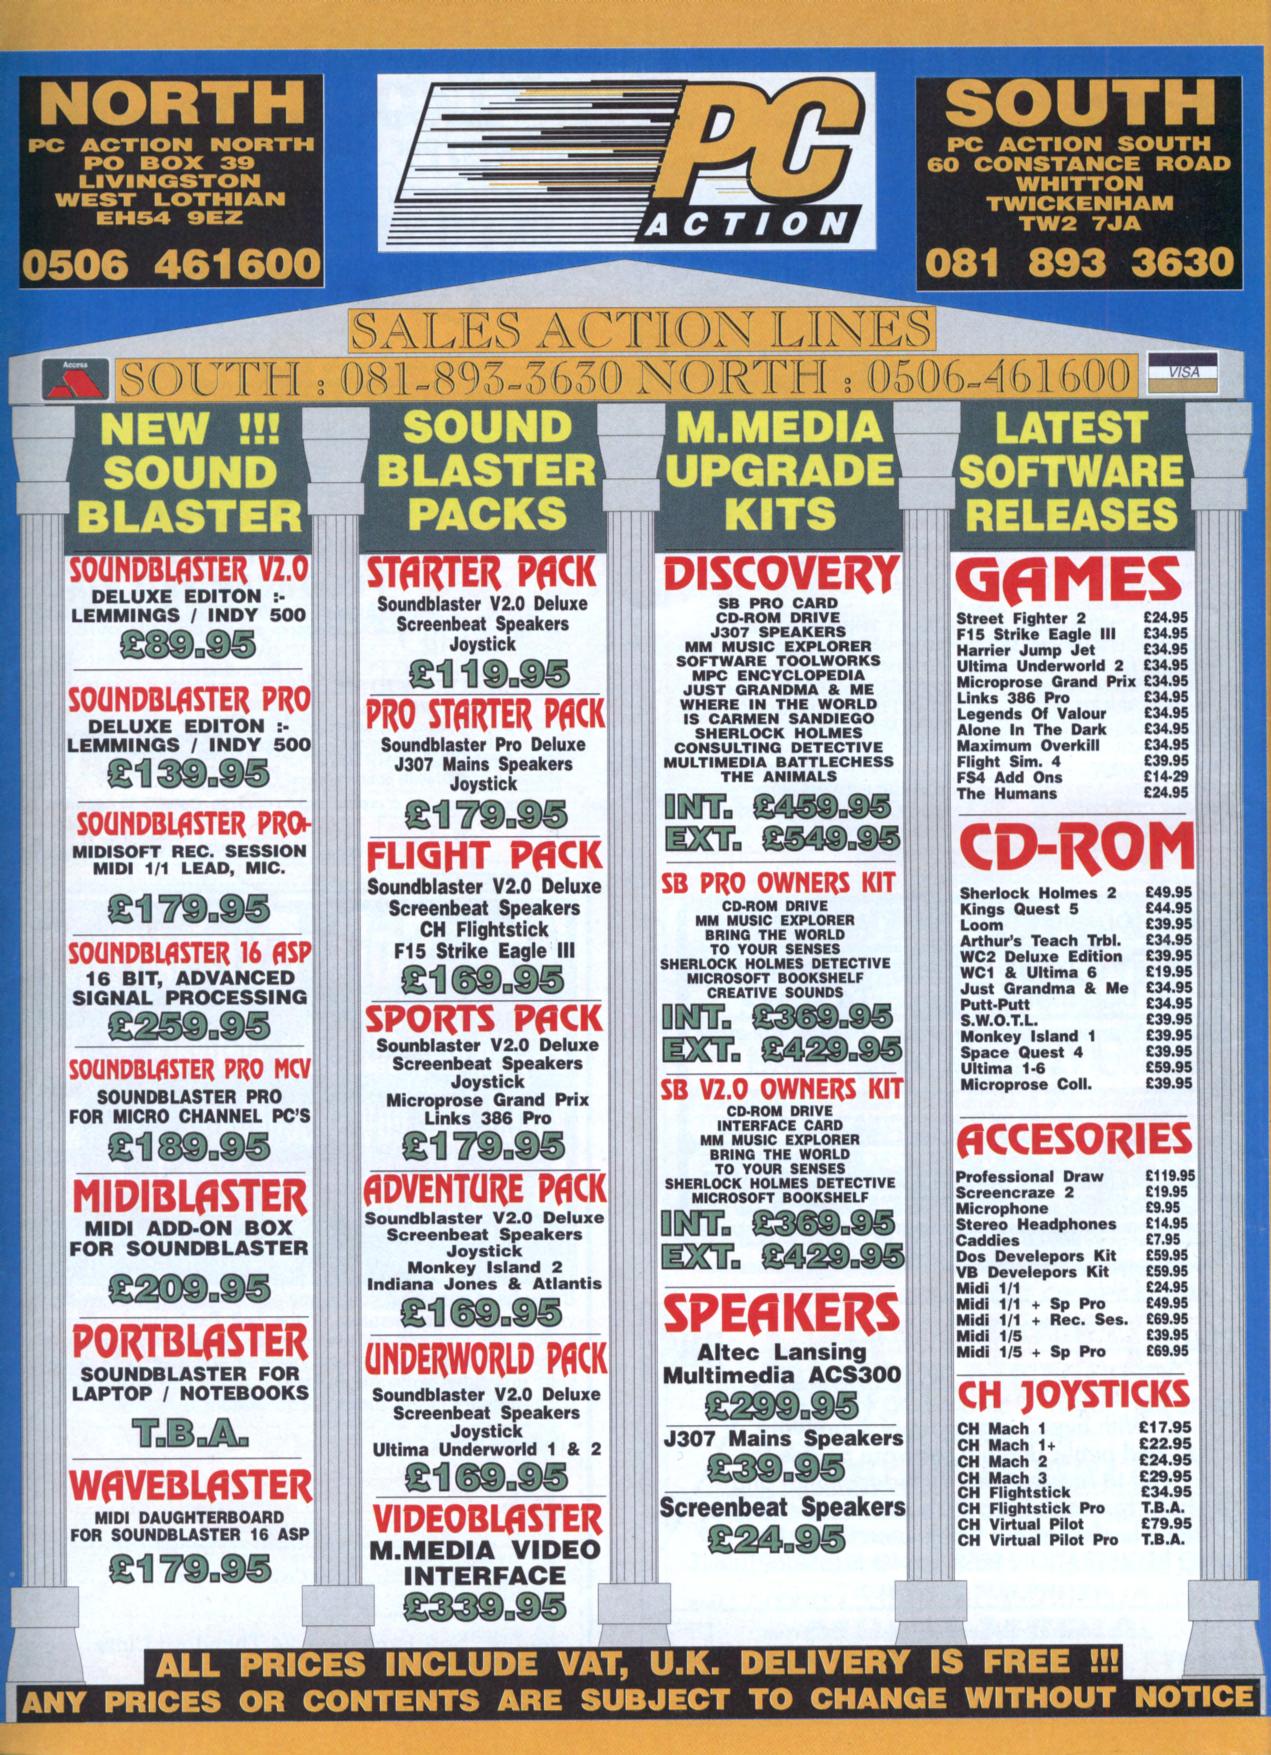 NORTH
PC ACTION NORTH
PO BOX 39
LIVINGSTON
WEST LOTHIAN
EH54 9EZ
0506 461600
PC
ACTION
SOUTH
PC ACTION SOUTH
60 CONSTANCE ROAD
WHITTON
TWICKENHAM
TW2 7JA
081 893 3630
SALES ACTION LINES
Access
SOUTH : 081-893-3630 NORTH : 0506-461600
VISA
NEW !!!
SOUND
BLASTER
SOUNDBLASTER V2.0
DELUXE EDITON :-
LEMMINGS / INDY 500
£89.95
SOUNDBLASTER PRO
DELUXE EDITON :-
LEMMINGS / INDY 500
£139.95
SOUNDBLASTER PRO+
MIDISOFT REC. SESSION
MIDI 1/1 LEAD, MIC.
£179.95
SOUNDBLASTER 16 ASP
16 BIT, ADVANCED
SIGNAL PROCESSING
£259.95
SOUNDBLASTER PRO MCV
SOUNDBLASTER PRO
FOR MICRO CHANNEL PC'S
£189.95
MIDIBLASTER
MIDI ADD-ON BOX
FOR SOUNDBLASTER
£209.95
PORTBLASTER
SOUNDBLASTER FOR
LAPTOP / NOTEBOOKS
T.B.A.
WAVEBLASTER
MIDI DAUGHTERBOARD
FOR SOUNDBLASTER 16 ASP
£179.95
SOUND
BLASTER
PACKS
STARTER PACK
Soundblaster V2.0 Deluxe
Screenbeat Speakers
Joystick
£119.95
PRO STARTER PACK
Soundblaster Pro Deluxe
J307 Mains Speakers
Joystick
£179.95
FLIGHT PACK
Soundblaster V2.0 Deluxe
Screenbeat Speakers
CH Flightstick
F15 Strike Eagle III
£169.95
SPORTS PACK
Sounblaster V2.0 Deluxe
Screenbeat Speakers
Joystick
Microprose Grand Prix
Links 386 Pro
£179.95
ADVENTURE PACK
Soundblaster V2.0 Deluxe
Screenbeat Speakers
Joystick
Monkey Island 2
Indiana Jones & Atlantis
£169.95
UNDERWORLD PACK
Soundblaster V2.0 Deluxe
Screenbeat Speakers
Joystick
Ultima Underworld 1 & 2
£169.95
VIDEOBLASTER
M.MEDIA VIDEO
INTERFACE
£339.95
M.MEDIA
UPGRADE
KITS
DISCOVERY
SB PRO CARD
CD-ROM DRIVE
J307 SPEAKERS
MM MUSIC EXPLORER
SOFTWARE TOOLWORKS
MPC ENCYCLOPEDIA
JUST GRANDMA & ME
WHERE IN THE WORLD
IS CARMEN SANDIEGO
SHERLOCK HOLMES
CONSULTING DETECTIVE
MULTIMEDIA BATTLECHESS
THE ANIMALS
INT. £459.95
EXT. £549.95
SB PRO OWNERS KIT
CD-ROM DRIVE
MM MUSIC EXPLORER
BRING THE WORLD
TO YOUR SENSES
SHERLOCK HOLMES DETECTIVE
MICROSOFT BOOKSHELF
CREATIVE SOUNDS
INT. £369.95
EXT. £429.95
SB V2.0 OWNERS KIT
CD-ROM DRIVE
INTERFACE CARD
MM MUSIC EXPLORER
BRING THE WORLD
TO YOUR SENSES
SHERLOCK HOLMES DETECTIVE
MICROSOFT BOOKSHELF
INT. £369.95
EXT. £429.95
SPEAKERS
Altec Lansing
Multimedia ACS300
£299.95
J307 Mains Speakers
£39.95
Screenbeat Speakers
£24.95
LATEST
SOFTWARE
RELEASES
GAMES
Street Fighter 2 £24.95
F15 Strike Eagle III £34.95
Harrier Jump Jet £34.95
Ultima Underworld 2 £34.95
Microprose Grand Prix £34.95
Links 386 Pro £34.95
Legends Of Valour £34.95
Alone In The Dark £34.95
Maximum Overkill £34.95
Flight Sim. 4 £39.95
FS4 Add Ons £14-29
The Humans £24.95
CD-ROM
Sherlock Holmes 2 £49.95
Kings Quest 5 £44.95
Loom £39.95
Arthur's Teach Trbl. £34.95
WC2 Deluxe Edition £39.95
WC1 & Ultima 6 £19.95
Just Grandma & Me £34.95
Putt-Putt £34.95
S.W.O.T.L. £39.95
Monkey Island 1 £39.95
Space Quest 4 £39.95
Ultima 1-6 £59.95
Microprose Coll. £39.95
ACCESORIES
Professional Draw £119.95
Screencraze 2 £19.95
Microphone £9.95
Stereo Headphones £14.95
Caddies £7.95
Dos Develepors Kit £59.95
VB Develepors Kit £59.95
Midi 1/1 £24.95
Midi 1/1 + Sp Pro £49.95
Midi 1/1 + Rec. Ses. £69.95
Midi 1/5 £39.95
Midi 1/5 + Sp Pro £69.95
CH JOYSTICKS
CH Mach 1 £17.95
CH Mach 1+ £22.95
CH Mach 2 £24.95
CH Mach 3 £29.95
CH Flightstick £34.95
CH Flightstick Pro T.B.A.
CH Virtual Pilot £79.95
CH Virtual Pilot Pro T.B.A.
ALL PRICES INCLUDE VAT, U.K. DELIVERY IS FREE !!!
ANY PRICES OR CONTENTS ARE SUBJECT TO CHANGE WITHOUT NOTICE